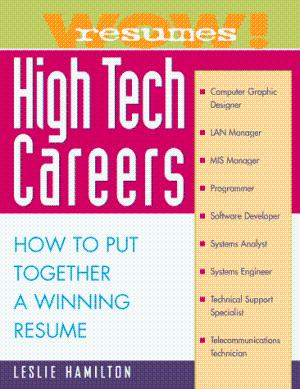 WOW!
resumes
High Tech
Careers
HOW TO PUT
TOGETHER
A WINNING
RESUME
Computer Graphic
Designer
LAN Manager
MIS Manager
Programmer
Software Developer
Systems Analyst
Systems Engineer
Technical Support
Specialist
Telecommunications
Technician
LESLIE HAMILTON